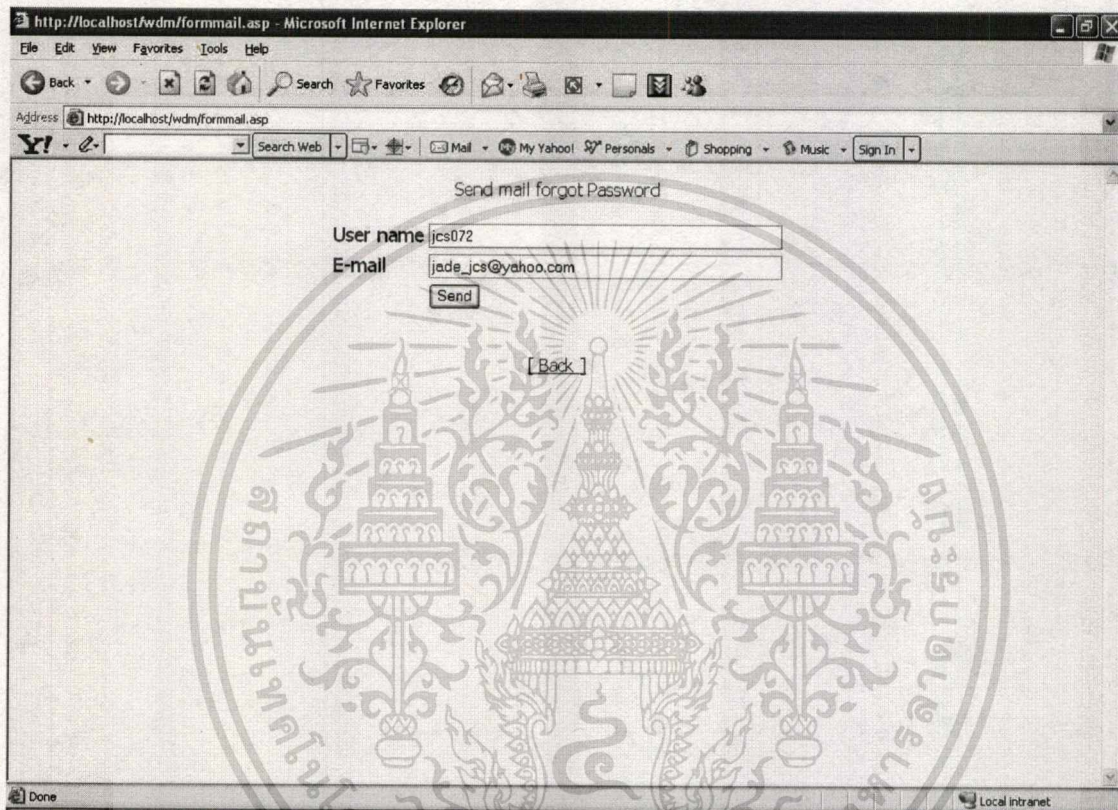 http://localhost/wdm/formmail.asp - Microsoft Internet Explorer
File Edit View Favorites Tools Help
Back Search Favorites
Address http://localhost/wdm/formmail.asp
Y! Search Web Mail My Yahoo! Personals Shopping Music Sign In
Send mail forgot Password
User name jcs072
E-mail jade_jcs@yahoo.com
Send
[ Back ]
Done Local intranet